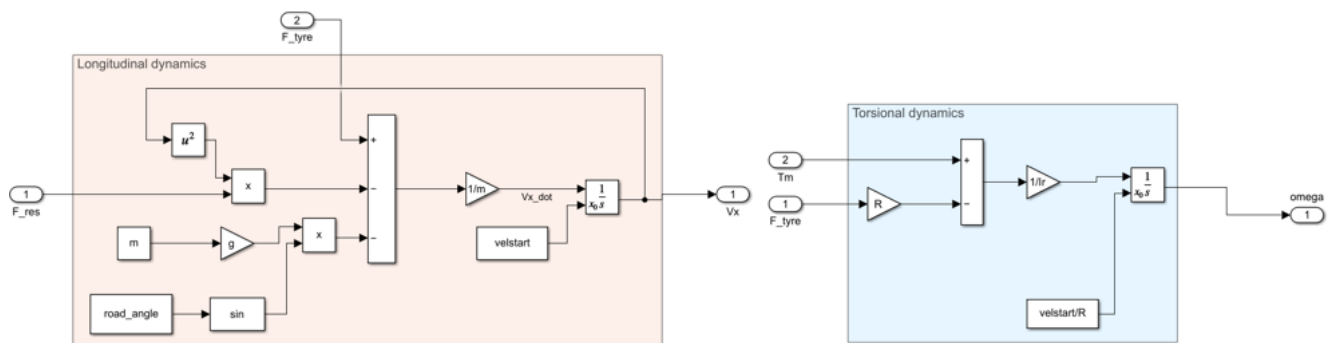 2
F_tyre
Longitudinal dynamics
u²
+
x
−
1
F_res
1/m
Vx_dot
1/s
x₀
1
Vx
−
x
m
g
velstart
road_angle
sin
Torsional dynamics
2
Tm
+
1/Ir
1/s
x₀
omega
1
1
F_tyre
R
−
velstart/R